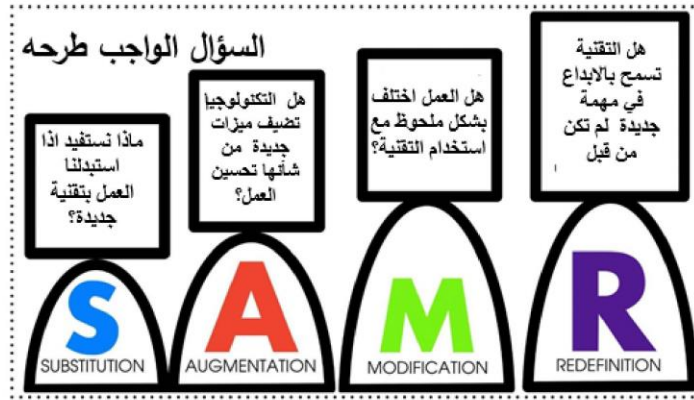 السؤال الواجب طرحه
ماذا نستفيد اذا
استبدلنا
العمل بتقنية
جديدة؟
هل التكنولوجيا
تضيف ميزات
جديدة من
شأنها تحسين
العمل؟
هل العمل اختلف
بشكل ملحوظ مع
استخدام التقنية؟
هل التقنية
تسمح بالابداع
في مهمة
جديدة لم تكن
من قبل
S
SUBSTITUTION
A
AUGMENTATION
M
MODIFICATION
R
REDEFINITION